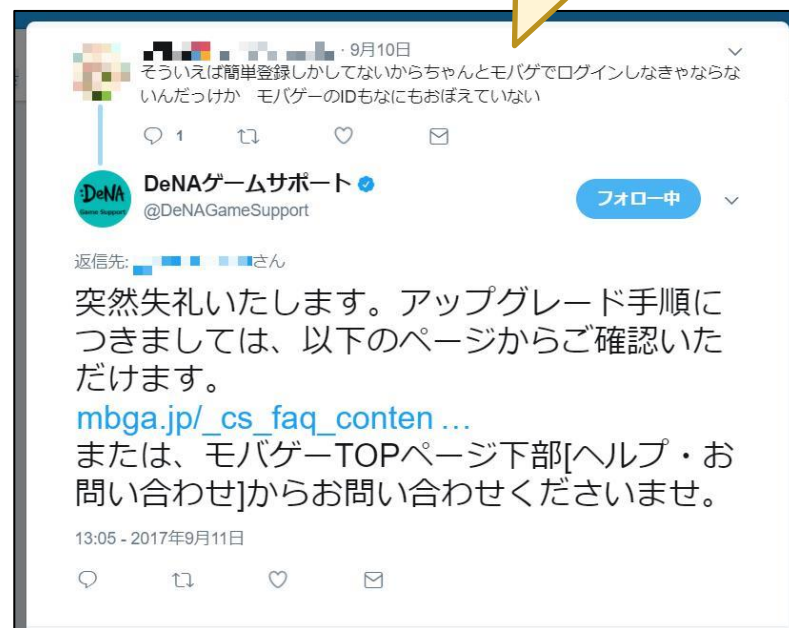 · 9月10日
そういえば簡単登録しかしてないからちゃんとモバゲでログインしなきゃならな
いんだっけか　モバゲーのIDもなにもおぼえていない
1
:DeNA
Game Support
DeNAゲームサポート
@DeNAGameSupport
フォロー中
返信先:
さん
突然失礼いたします。アップグレード手順に
つきましては、以下のページからご確認いた
だけます。
mbga.jp/_cs_faq_conten…
または、モバゲーTOPページ下部[ヘルプ・お
問い合わせ]からお問い合わせくださいませ。
13:05 - 2017年9月11日